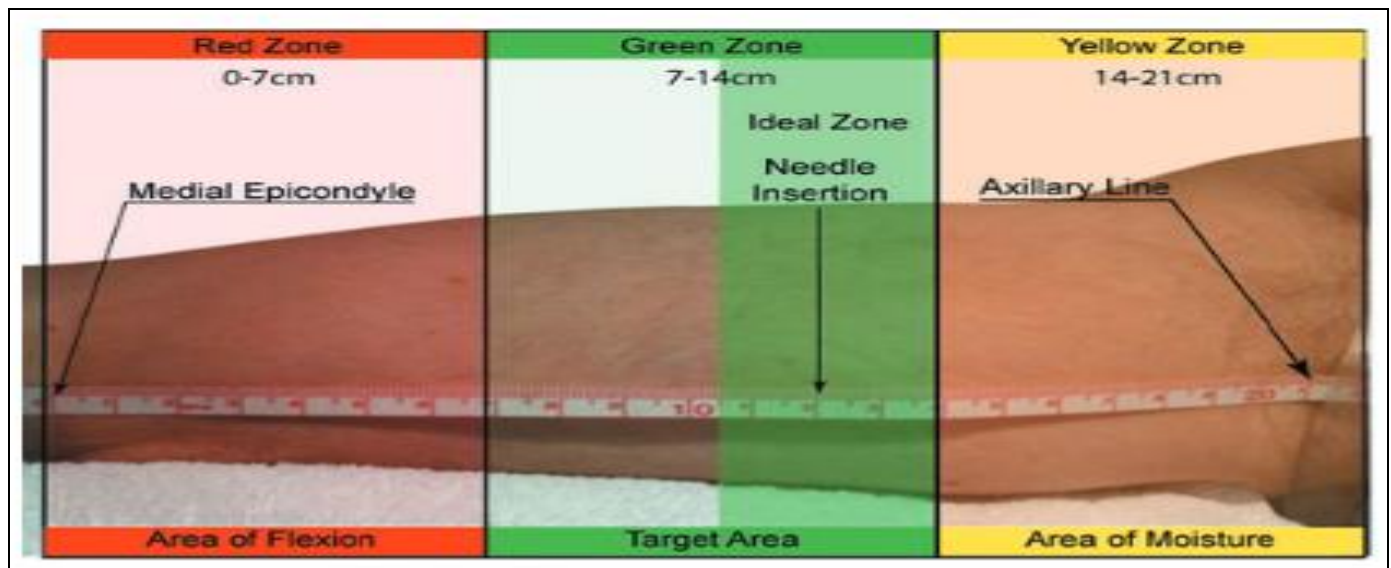 Red Zone
0-7cm
Green Zone
7-14cm
Yellow Zone
14-21cm
Ideal Zone
Needle
Insertion
Medial Epicondyle
Axillary Line
10
20
Area of Flexion
Target Area
Area of Moisture